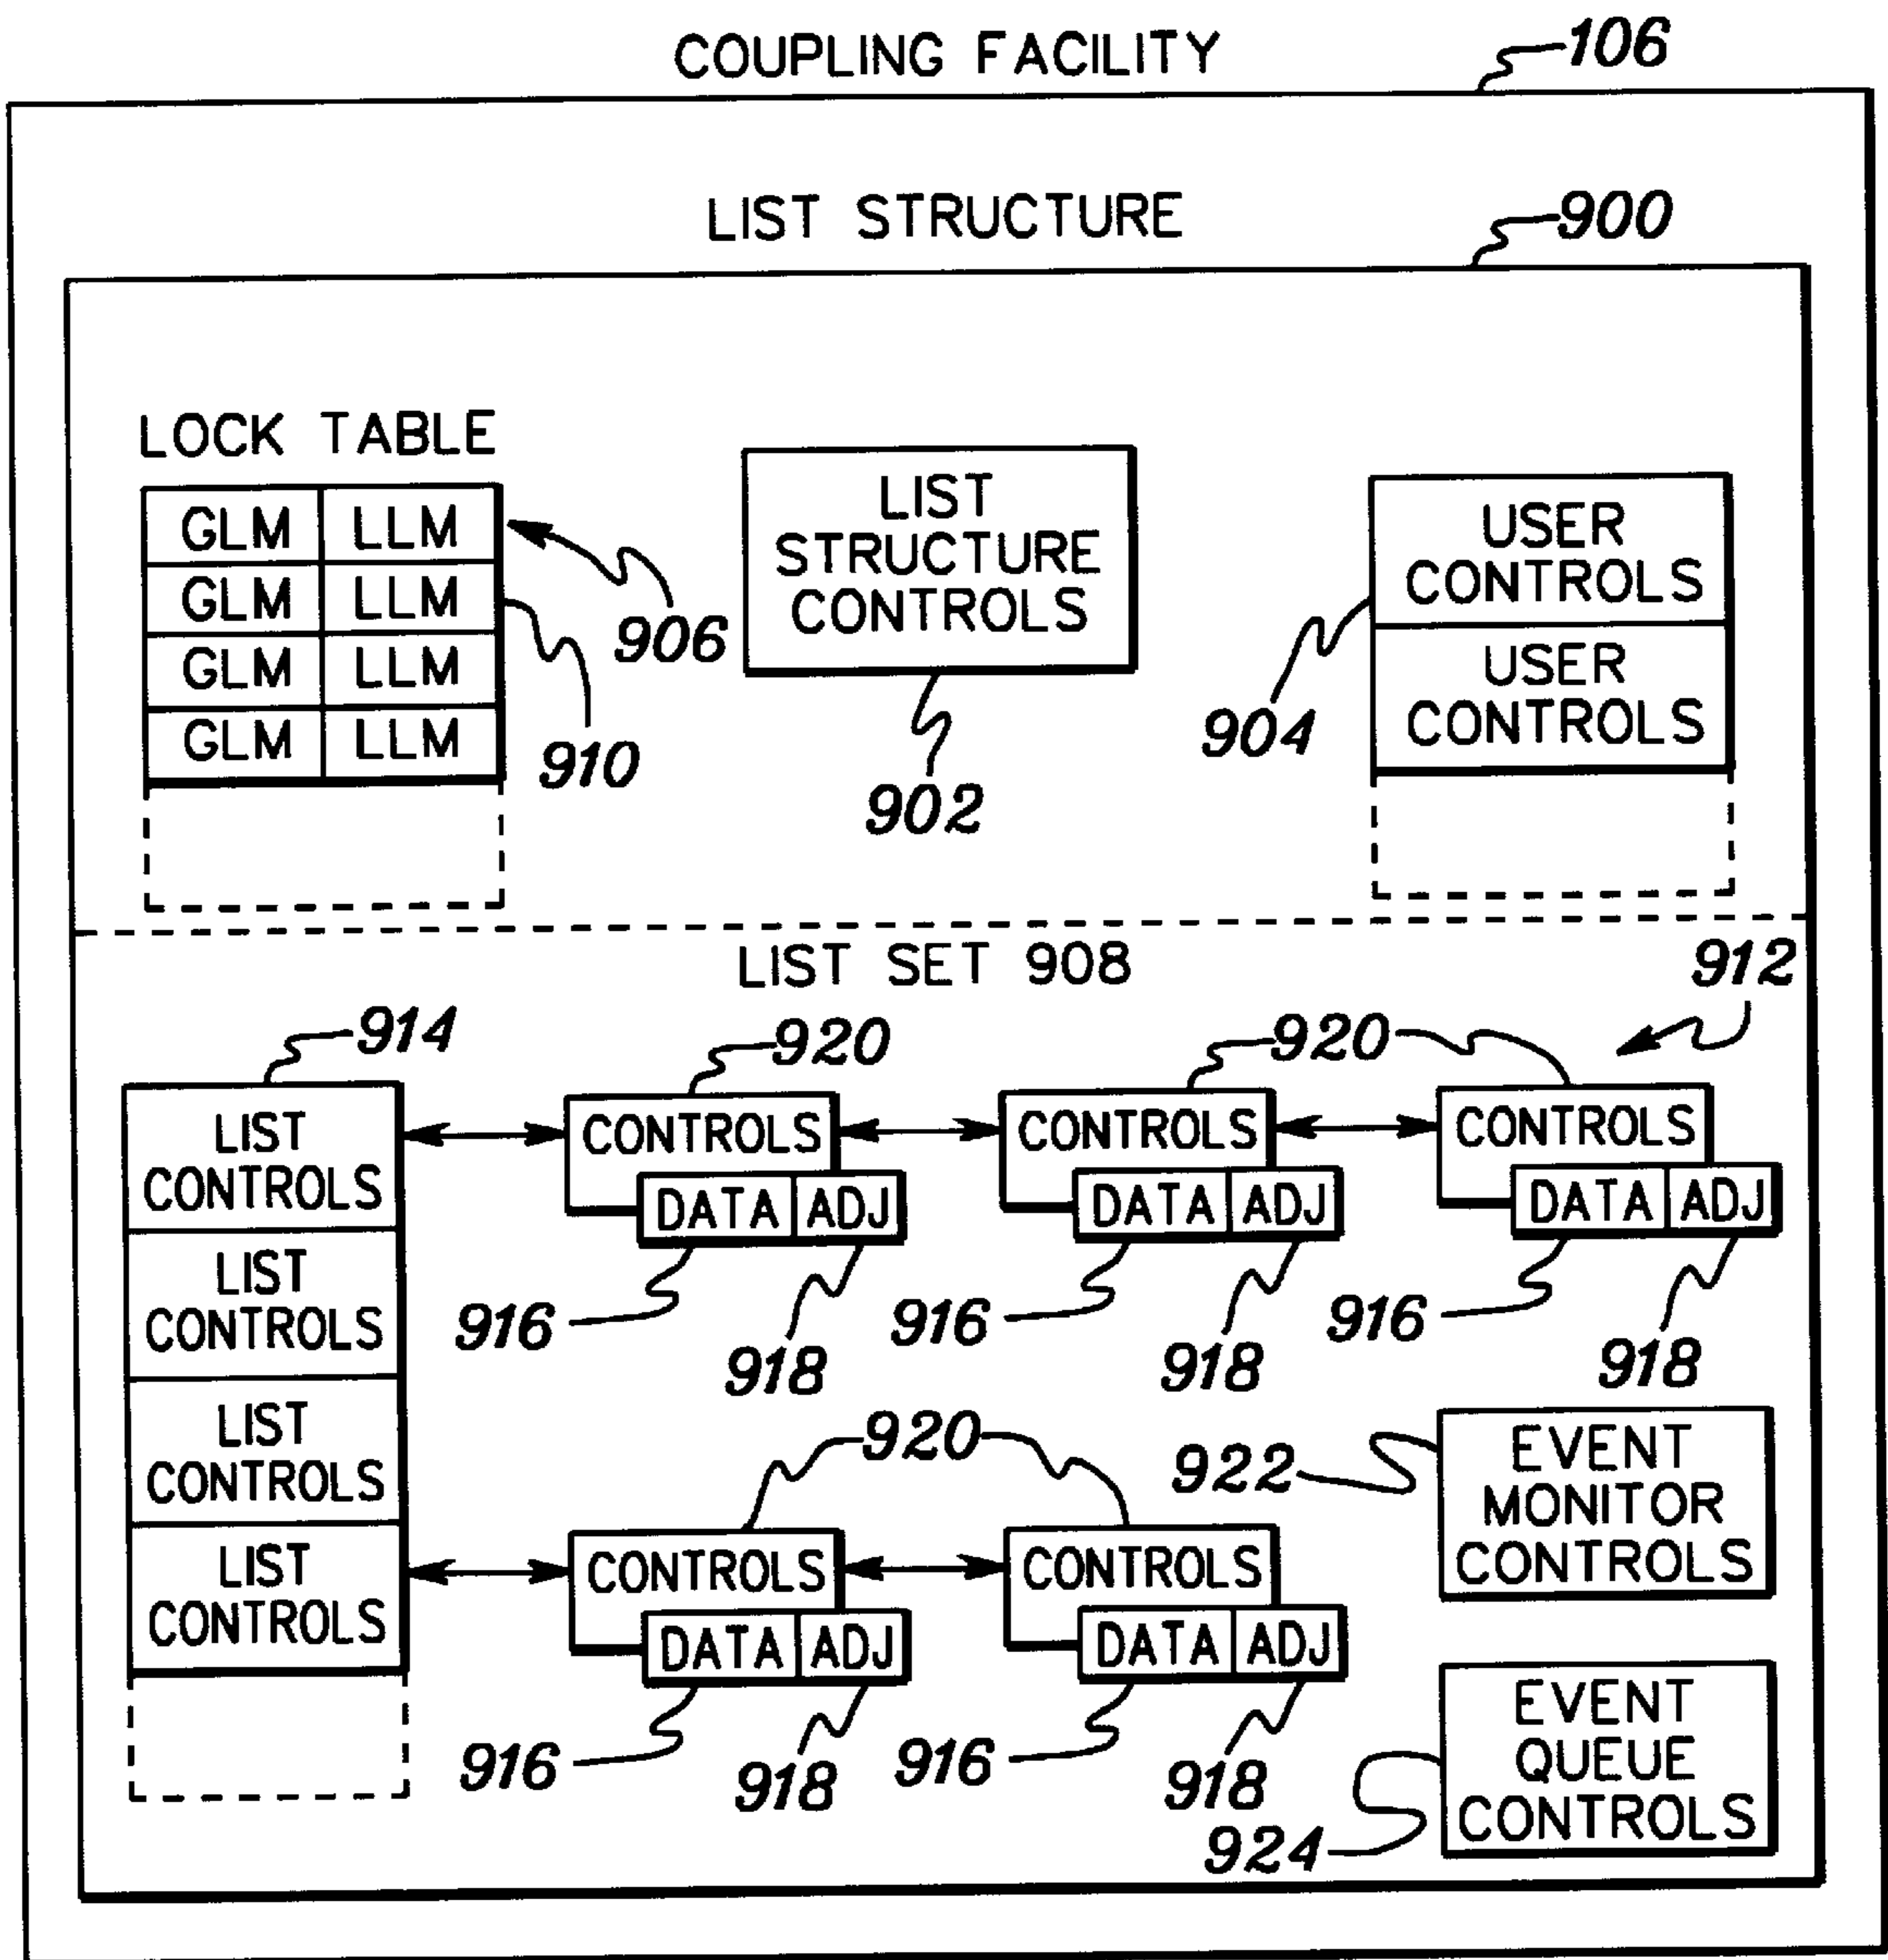 COUPLING FACILITY
106
LIST STRUCTURE
900
LOCK TABLE
GLM LLM
GLM LLM
GLM LLM
GLM LLM
906
910
LIST
STRUCTURE
CONTROLS
902
USER
CONTROLS
USER
CONTROLS
904
LIST SET 908
912
914
920
920
LIST
CONTROLS
LIST
CONTROLS
LIST
CONTROLS
LIST
CONTROLS
CONTROLS
DATA ADJ
CONTROLS
DATA ADJ
CONTROLS
DATA ADJ
916
918
916
918
916
918
920
922
EVENT
MONITOR
CONTROLS
CONTROLS
DATA ADJ
CONTROLS
DATA ADJ
916
918
916
918
924
EVENT
QUEUE
CONTROLS